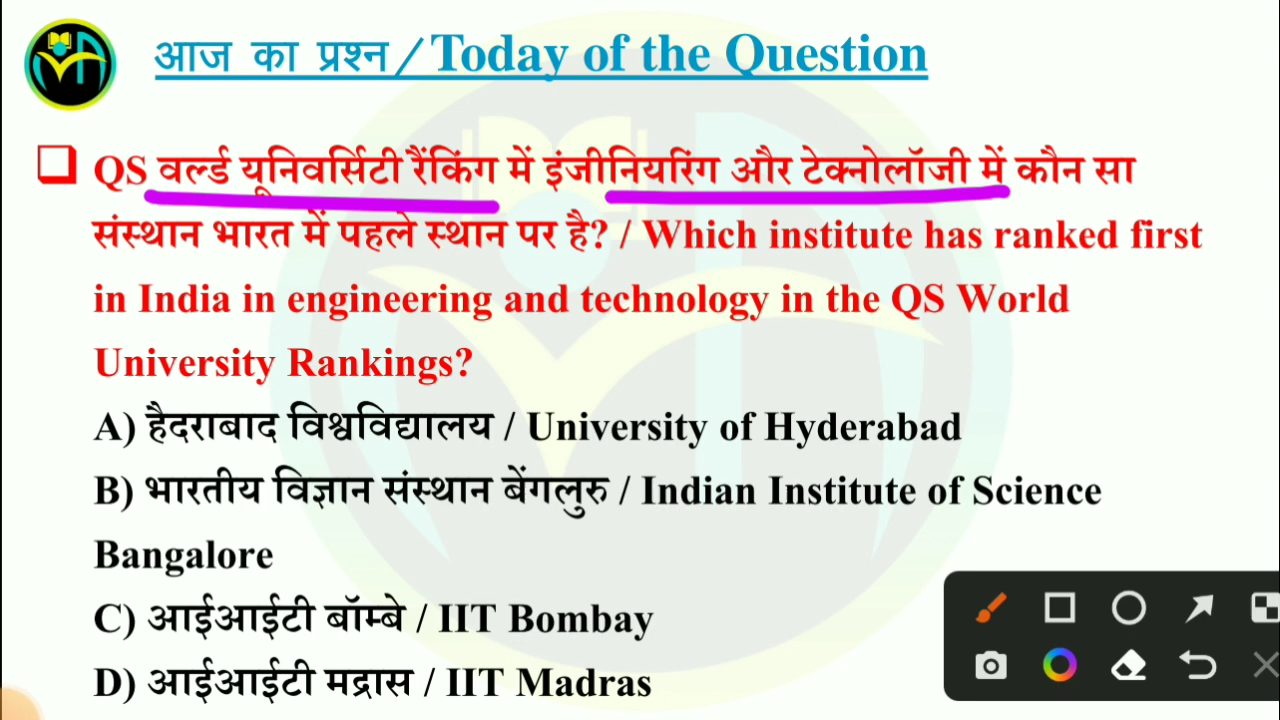 आज का प्रश्न/Today of the Question
❑ QS वर्ल्ड यूनिवर्सिटी रैंकिंग में इंजीनियरिंग और टेक्नोलॉजी में कौन सा
संस्थान भारत में पहले स्थान पर है? / Which institute has ranked first
in India in engineering and technology in the QS World
University Rankings?
A) हैदराबाद विश्वविद्यालय / University of Hyderabad
B) भारतीय विज्ञान संस्थान बेंगलुरु / Indian Institute of Science
Bangalore
C) आईआईटी बॉम्बे / IIT Bombay
D) आईआईटी मद्रास / IIT Madras